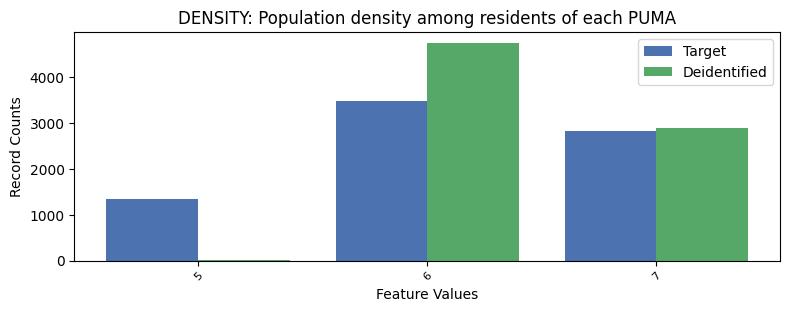 DENSITY: Population density among residents of each PUMA
Target
Deidentified
Record Counts
4000
3000
2000
1000
0
5
6
7
Feature Values